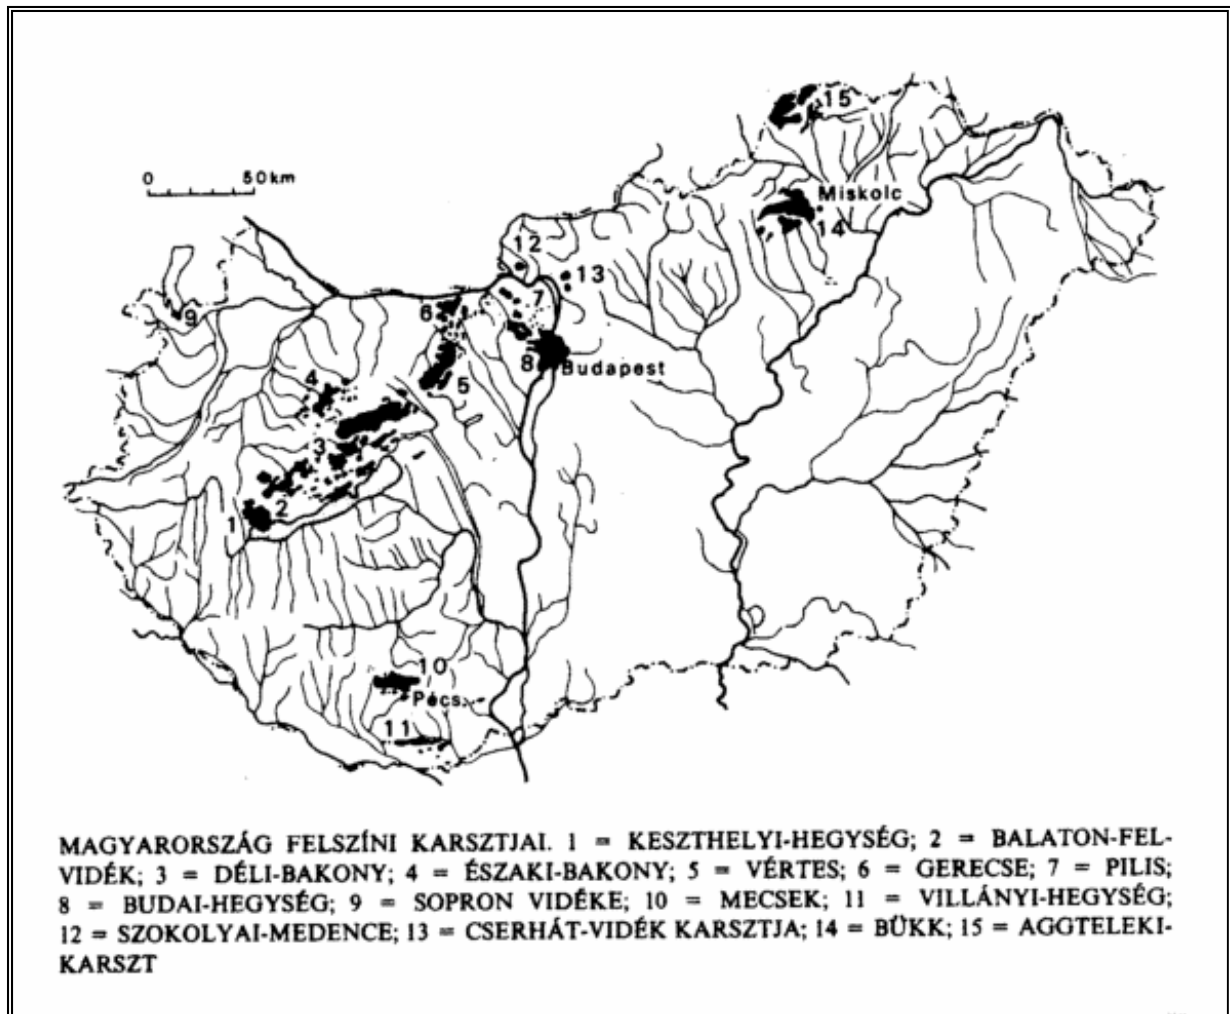 15
0 50 km
Miskolc
14
12
13
7
6
9
8
Budapest
5
4
3
2
1
10
Pécs
11
MAGYARORSZÁG FELSZÍNI KARSZTJAI. 1 = KESZTHELYI-HEGYSÉG; 2 = BALATON-FEL-
VIDÉK; 3 = DÉLI-BAKONY; 4 = ÉSZAKI-BAKONY; 5 = VÉRTES; 6 = GERECSE; 7 = PILIS;
8 = BUDAI-HEGYSÉG; 9 = SOPRON VIDÉKE; 10 = MECSEK; 11 = VILLÁNYI-HEGYSÉG;
12 = SZOKOLYAI-MEDENCE; 13 = CSERHÁT-VIDÉK KARSZTJA; 14 = BÜKK; 15 = AGGTELEKI-
KARSZT